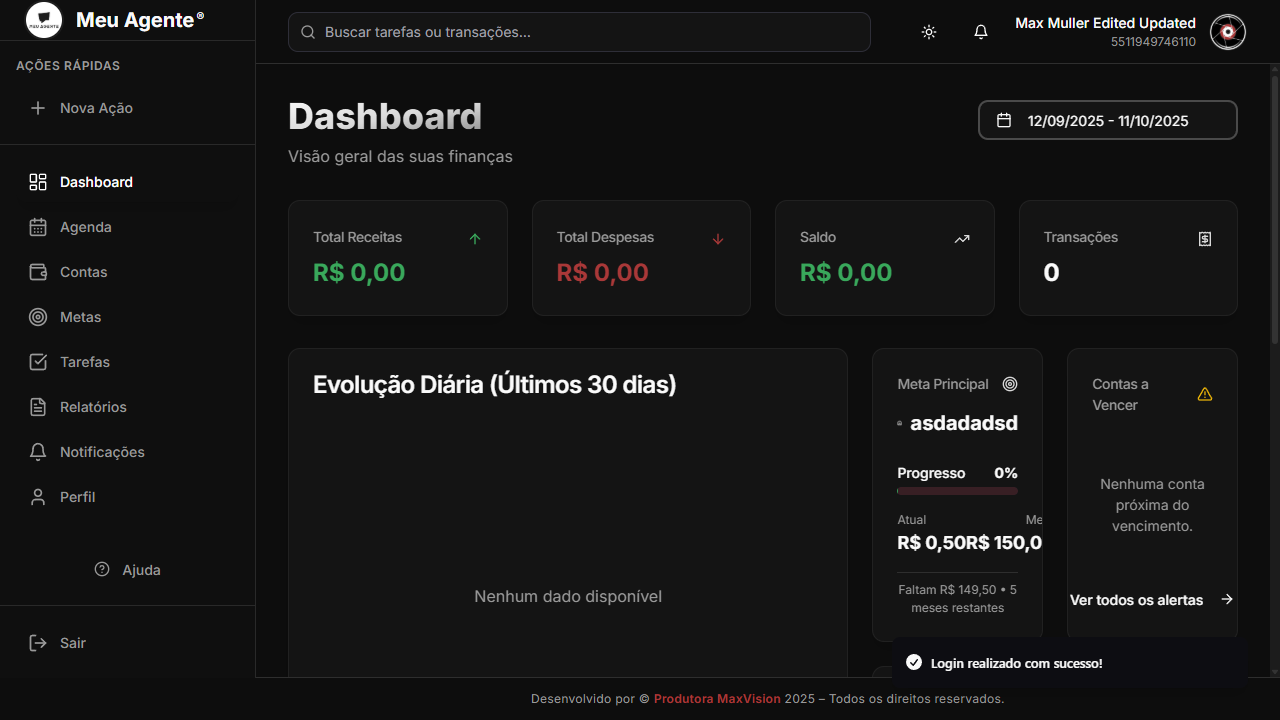 Meu Agente®
AÇÕES RÁPIDAS
Nova Ação
Dashboard
Agenda
Contas
Metas
Tarefas
Relatórios
Notificações
Perfil
Ajuda
Sair
Buscar tarefas ou transações...
Max Muller Edited Updated
5511949746110
Dashboard
Visão geral das suas finanças
12/09/2025 - 11/10/2025
Total Receitas
R$ 0,00
Total Despesas
R$ 0,00
Saldo
R$ 0,00
Transações
0
Evolução Diária (Últimos 30 dias)
Nenhum dado disponível
Meta Principal
asdadadsd
Progresso 0%
Atual Me
R$ 0,50R$ 150,0
Faltam R$ 149,50 • 5
meses restantes
Contas a
Vencer
Nenhuma conta
próxima do
vencimento.
Ver todos os alertas
Login realizado com sucesso!
Desenvolvido por © Produtora MaxVision 2025 – Todos os direitos reservados.